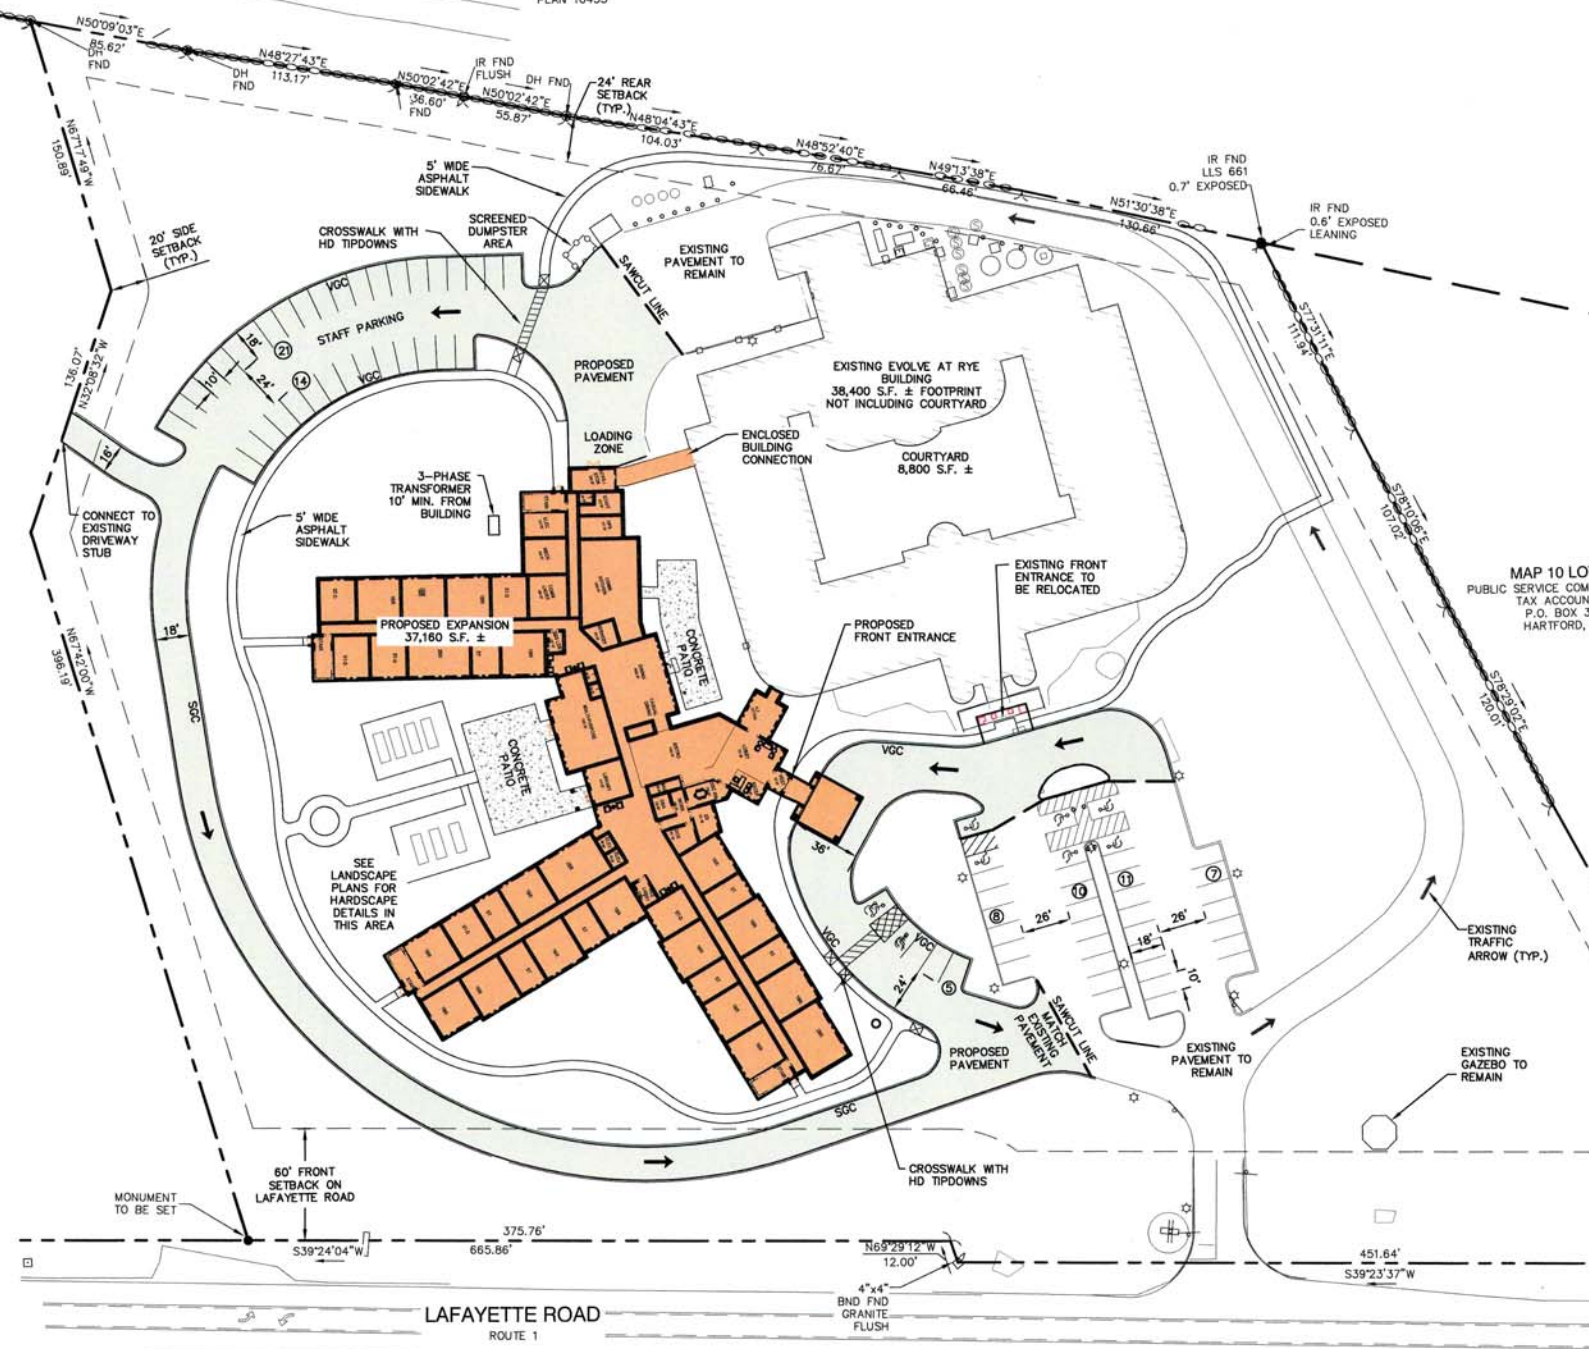 PLAN 10455
N50°09'03"E
85.62'
DH
FND
DH
FND
N48°27'43"E
113.17'
N50°02'42"E
36.60'
FND
IR FND
FLUSH
N50°02'42"E
55.87'
DH FND
24' REAR
SETBACK
(TYP.)
N48°04'43"E
104.03'
N48°52'40"E
76.67'
N49°13'38"E
66.46'
N51°30'38"E
130.66'
IR FND
LLS 661
0.7' EXPOSED
IR FND
0.6' EXPOSED
LEANING
N67°17'49"W
150.89'
20' SIDE
SETBACK
(TYP.)
5' WIDE
ASPHALT
SIDEWALK
SCREENED
DUMPSTER
AREA
CROSSWALK WITH
HD TIPDOWNS
EXISTING
PAVEMENT TO
REMAIN
SAWCUT LINE
VGC
STAFF PARKING
18'
21
14
24'
10'
VGC
136.07'
N32°08'32"W
PROPOSED
PAVEMENT
EXISTING EVOLVE AT RYE
BUILDING
38,400 S.F. ± FOOTPRINT
NOT INCLUDING COURTYARD
COURTYARD
8,800 S.F. ±
S77°31'11"E
111.94'
LOADING
ZONE
ENCLOSED
BUILDING
CONNECTION
18'
3-PHASE
TRANSFORMER
10' MIN. FROM
BUILDING
CONNECT TO
EXISTING
DRIVEWAY
STUB
5' WIDE
ASPHALT
SIDEWALK
S78°10'06"E
107.02'
EXISTING FRONT
ENTRANCE TO
BE RELOCATED
MAP 10 LO
PUBLIC SERVICE COM
TAX ACCOUN
P.O. BOX 3
HARTFORD,
PROPOSED EXPANSION
37,160 S.F. ±
PROPOSED
FRONT ENTRANCE
18'
CONCRETE
PATIO
N67°42'00"W
396.19'
SGC
S78°29'02"E
120.01'
CONCRETE
PATIO
VGC
36'
SEE
LANDSCAPE
PLANS FOR
HARDSCAPE
DETAILS IN
THIS AREA
8
10
11
7
26'
26'
18'
10'
VGC
VGC
24'
5
EXISTING
TRAFFIC
ARROW (TYP.)
SAWCUT LINE
MATCH
EXISTING
PAVEMENT
PROPOSED
PAVEMENT
EXISTING
PAVEMENT TO
REMAIN
EXISTING
GAZEBO TO
REMAIN
SGC
CROSSWALK WITH
HD TIPDOWNS
60' FRONT
SETBACK ON
LAFAYETTE ROAD
MONUMENT
TO BE SET
375.76'
S39°24'04"W
665.86'
N69°29'12"W
12.00'
451.64'
S39°23'37"W
4"x4"
BND FND
GRANITE
FLUSH
LAFAYETTE ROAD
ROUTE 1